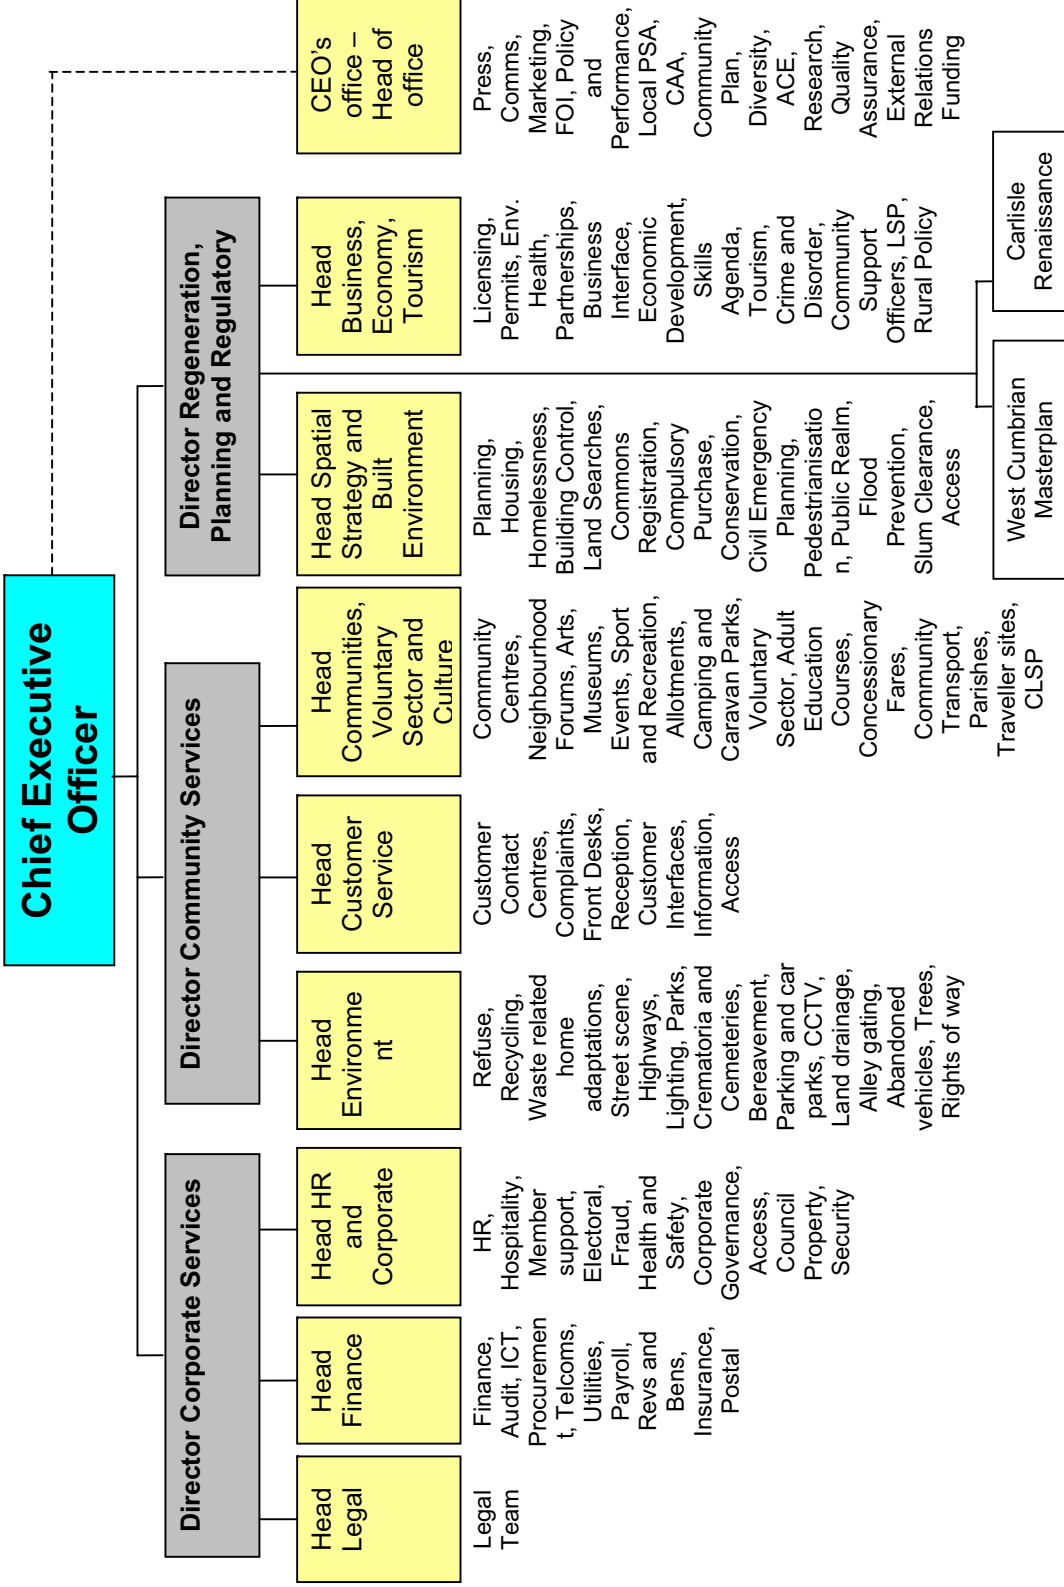 Chief Executive
Officer
Director Corporate Services
Director Community Services
Director Regeneration,
Planning and Regulatory
Head
Legal
Head
Finance
Head HR
and
Corporate
Head
Environme
nt
Head
Customer
Service
Head
Communities,
Voluntary
Sector and
Culture
Head Spatial
Strategy and
Built
Environment
Head
Business,
Economy,
Tourism
CEO's
office –
Head of
office
Legal
Team
Finance,
Audit, ICT,
Procuremen
t, Telcoms,
Utilities,
Payroll,
Revs and
Bens,
Insurance,
Postal
HR,
Hospitality,
Member
support,
Electoral,
Fraud,
Health and
Safety,
Corporate
Governance,
Access,
Council
Property,
Security
Refuse,
Recycling,
Waste related
home
adaptations,
Street scene,
Highways,
Lighting, Parks,
Crematoria and
Cemeteries,
Bereavement,
Parking and car
parks, CCTV,
Land drainage,
Alley gating,
Abandoned
vehicles, Trees,
Rights of way
Customer
Contact
Centres,
Complaints,
Front Desks,
Reception,
Customer
Interfaces,
Information,
Access
Community
Centres,
Neighbourhood
Forums, Arts,
Museums,
Events, Sport
and Recreation,
Allotments,
Camping and
Caravan Parks,
Voluntary
Sector, Adult
Education
Courses,
Concessionary
Fares,
Community
Transport,
Parishes,
Traveller sites,
CLSP
Planning,
Housing,
Homelessness,
Building Control,
Land Searches,
Commons
Registration,
Compulsory
Purchase,
Conservation,
Civil Emergency
Planning,
Pedestrianisatio
n, Public Realm,
Flood
Prevention,
Slum Clearance,
Access
Licensing,
Permits, Env.
Health,
Partnerships,
Business
Interface,
Economic
Development,
Skills
Agenda,
Tourism,
Crime and
Disorder,
Community
Support
Officers, LSP,
Rural Policy
Press,
Comms,
Marketing,
FOI, Policy
and
Performance,
Local PSA,
CAA,
Community
Plan,
Diversity,
ACE,
Research,
Quality
Assurance,
External
Relations
Funding
West Cumbrian
Masterplan
Carlisle
Renaissance